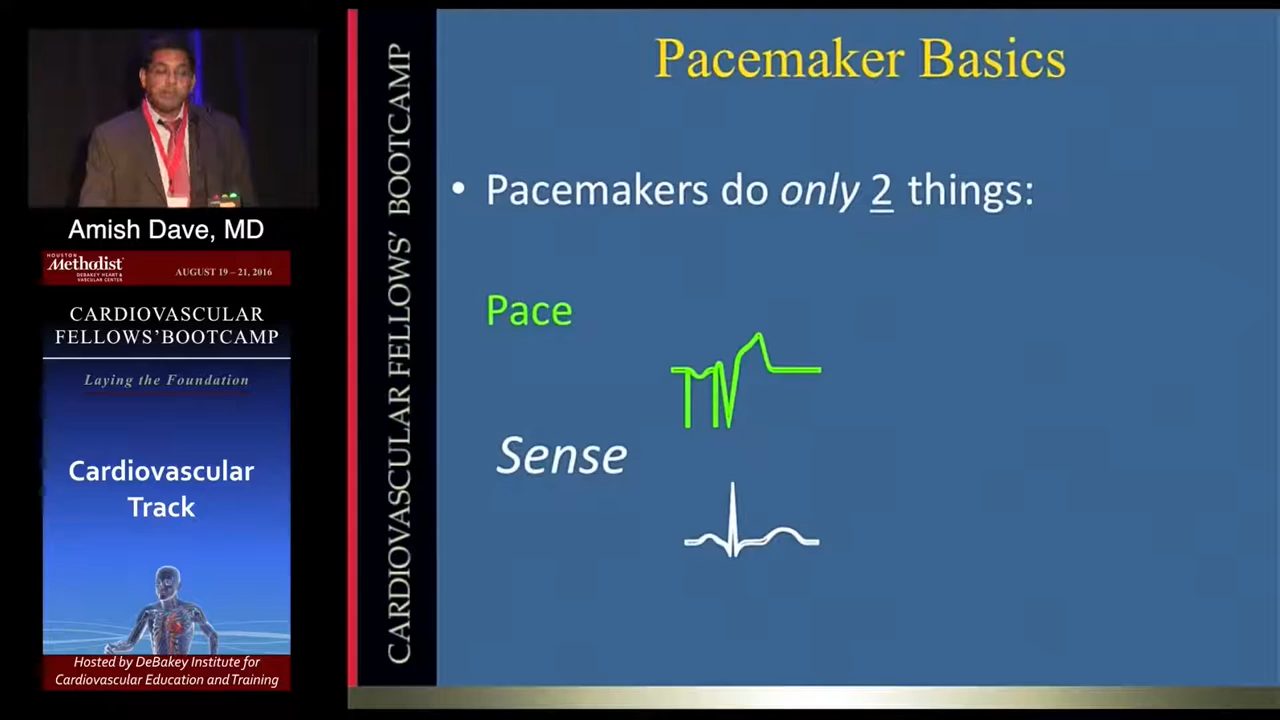 Amish Dave, MD
HOUSTON
Methodist
DEBAKEY HEART &
VASCULAR CENTER
AUGUST 19 – 21, 2016
CARDIOVASCULAR
FELLOWS'BOOTCAMP
Laying the Foundation
Cardiovascular
Track
Hosted by DeBakey Institute for
Cardiovascular Education and Training
CARDIOVASCULAR FELLOWS' BOOTCAMP
Pacemaker Basics
• Pacemakers do only 2 things:
Pace
Sense